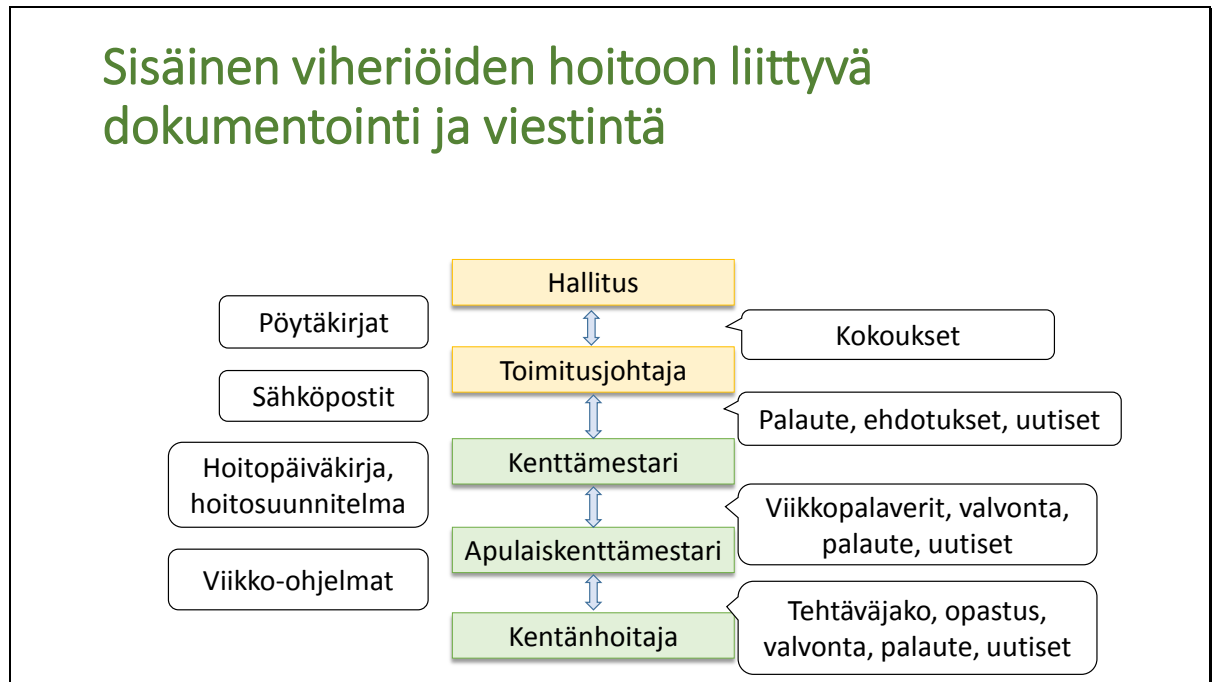 Sisäinen viheriöiden hoitoon liittyvä
dokumentointi ja viestintä
Hallitus
Pöytäkirjat
Kokoukset
Toimitusjohtaja
Sähköpostit
Palaute, ehdotukset, uutiset
Kenttämestari
Hoitopäiväkirja,
hoitosuunnitelma
Viikkopalaverit, valvonta,
palaute, uutiset
Apulaiskenttämestari
Viikko-ohjelmat
Tehtäväjako, opastus,
valvonta, palaute, uutiset
Kentänhoitaja